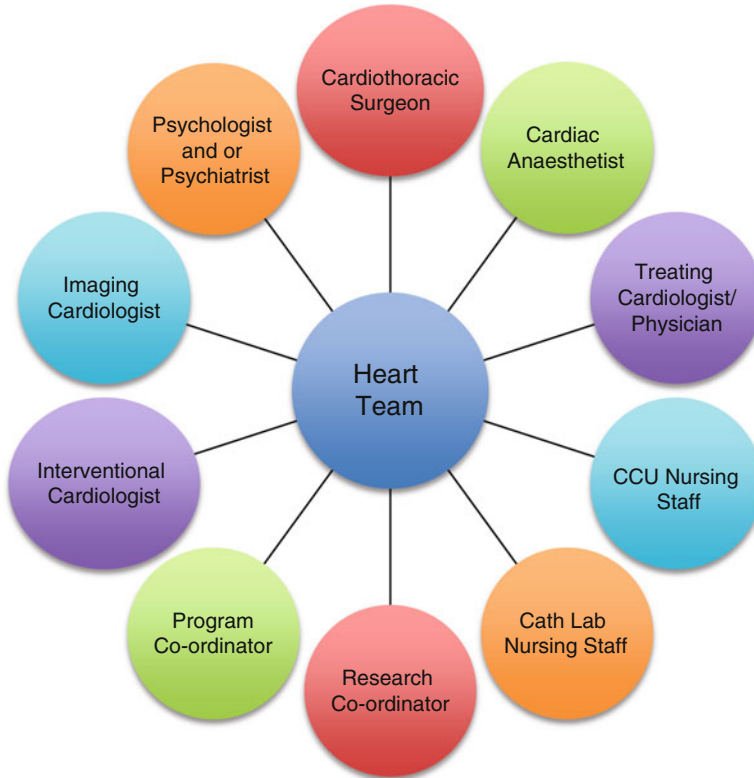 Cardiothoracic
Surgeon
Cardiac
Anaesthetist
Treating
Cardiologist/
Physician
CCU Nursing
Staff
Cath Lab
Nursing Staff
Research
Co-ordinator
Program
Co-ordinator
Interventional
Cardiologist
Imaging
Cardiologist
Psychologist
and or
Psychiatrist
Heart
Team